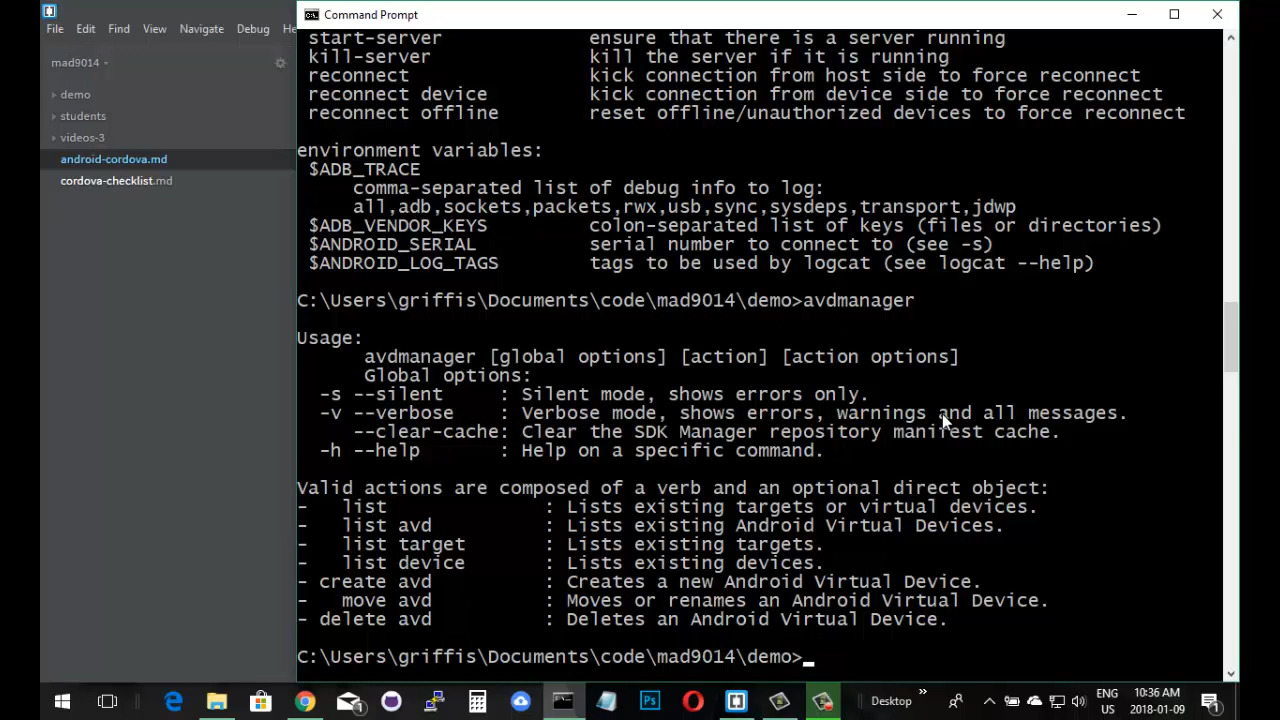 Command Prompt
File Edit Find View Navigate Debug He
mad9014
demo
students
videos-3
android-cordova.md
cordova-checklist.md
start-server ensure that there is a server running
kill-server kill the server if it is running
reconnect kick connection from host side to force reconnect
reconnect device kick connection from device side to force reconnect
reconnect offline reset offline/unauthorized devices to force reconnect
environment variables:
$ADB_TRACE
comma-separated list of debug info to log:
all,adb,sockets,packets,rwx,usb,sync,sysdeps,transport,jdwp
$ADB_VENDOR_KEYS colon-separated list of keys (files or directories)
$ANDROID_SERIAL serial number to connect to (see -s)
$ANDROID_LOG_TAGS tags to be used by logcat (see logcat --help)
C:\Users\griffis\Documents\code\mad9014\demo>avdmanager
Usage:
avdmanager [global options] [action] [action options]
Global options:
-s --silent : Silent mode, shows errors only.
-v --verbose : Verbose mode, shows errors, warnings and all messages.
--clear-cache: Clear the SDK Manager repository manifest cache.
-h --help : Help on a specific command.
Valid actions are composed of a verb and an optional direct object:
- list : Lists existing targets or virtual devices.
- list avd : Lists existing Android Virtual Devices.
- list target : Lists existing targets.
- list device : Lists existing devices.
- create avd : Creates a new Android Virtual Device.
- move avd : Moves or renames an Android Virtual Device.
- delete avd : Deletes an Android Virtual Device.
C:\Users\griffis\Documents\code\mad9014\demo>_
Desktop
ENG
US
10:36 AM
2018-01-09